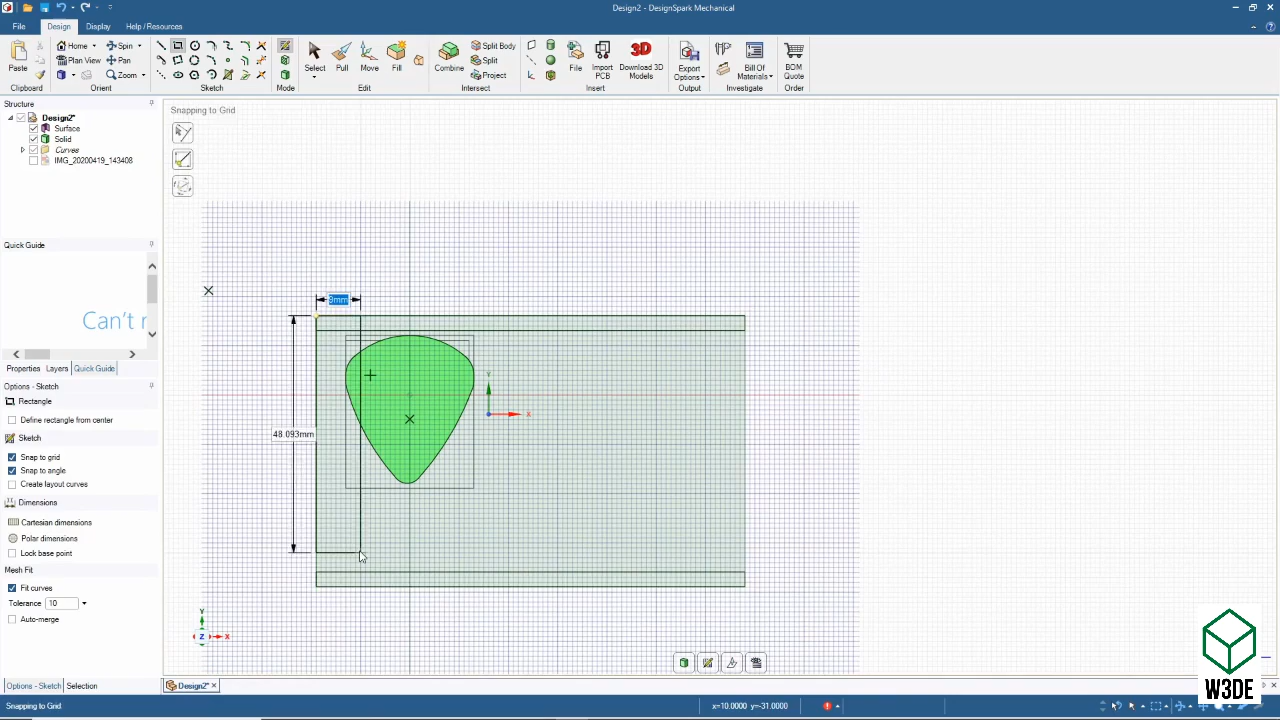 Design2 - DesignSpark Mechanical
File Design Display Help / Resources
Paste Home Spin Plan View Pan Zoom Select Pull Move Fill Combine Split Body Split Project File Import PCB Download 3D Models Export Options Bill Of Materials BOM Quote
3D
Clipboard Orient Sketch Mode Edit Intersect Insert Output Investigate Order
Structure
Design2*
Surface
Solid
Curves
IMG_20200419_143408
Quick Guide
Can't r
Properties Layers Quick Guide
Options - Sketch
Rectangle
Define rectangle from center
Sketch
Snap to grid
Snap to angle
Create layout curves
Dimensions
Cartesian dimensions
Polar dimensions
Lock base point
Mesh Fit
Fit curves
Tolerance 10
Auto-merge
Options - Sketch Selection
Snapping to Grid
9mm
48.093mm
Y
X
Y
Z X
Design2*
W3DE
Snapping to Grid x=10.0000 y=-31.0000